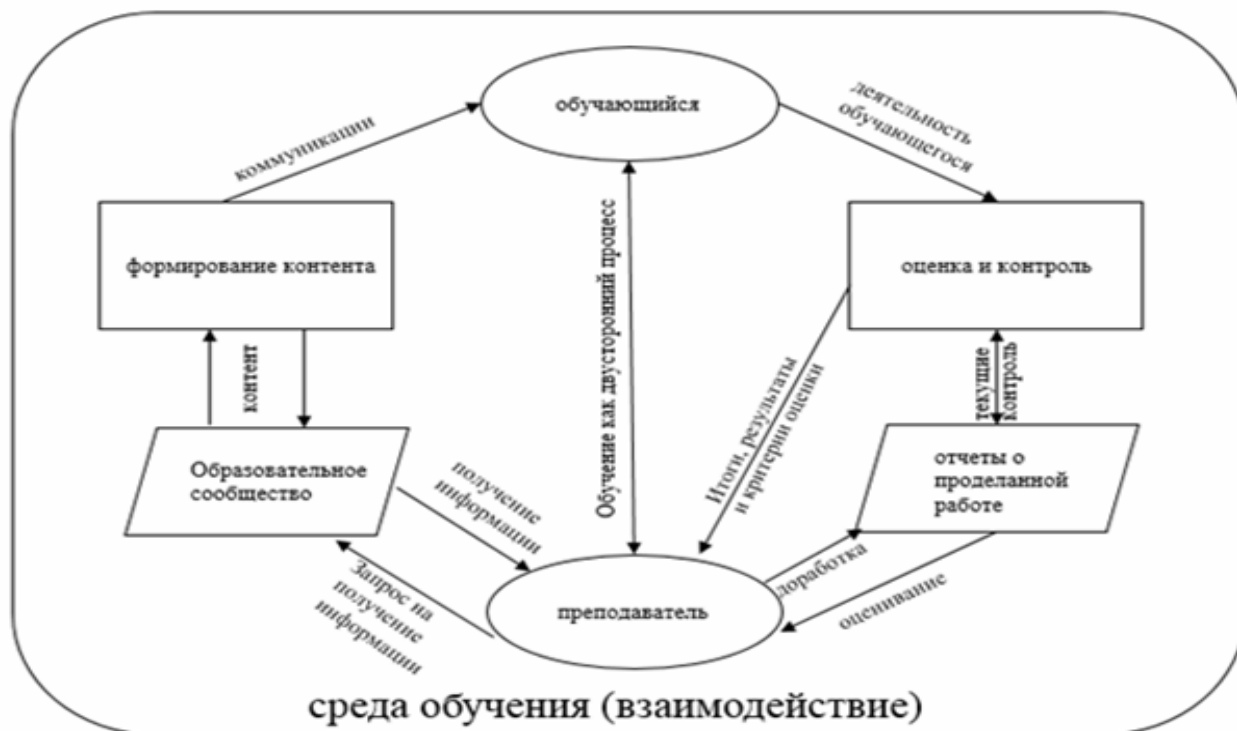 обучающийся
коммуникации
деятельность
обучающегося
формирование контента
оценка и контроль
Обучение как двусторонний процесс
контент
текущие
контроль
Итоги, результаты
и критерии оценки
Образовательное
сообщество
отчеты о
проделанной
работе
получение
информации
Запрос на
получение
информации
преподаватель
доработка
оценивание
среда обучения (взаимодействие)